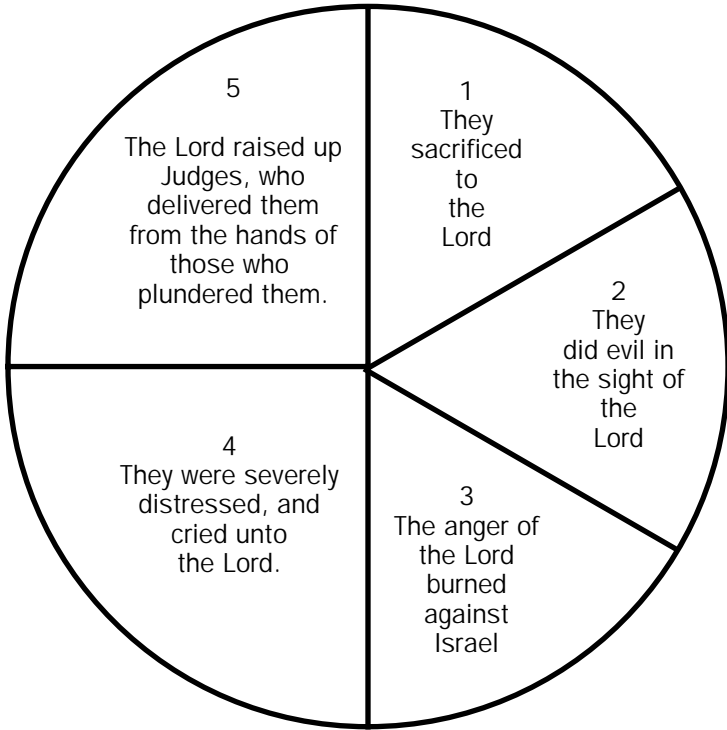 1
They
sacrificed
to
the
Lord
2
They
did evil in
the sight of
the
Lord
3
The anger of
the Lord
burned
against
Israel
4
They were severely
distressed, and
cried unto
the Lord.
5
The Lord raised up
Judges, who
delivered them
from the hands of
those who
plundered them.